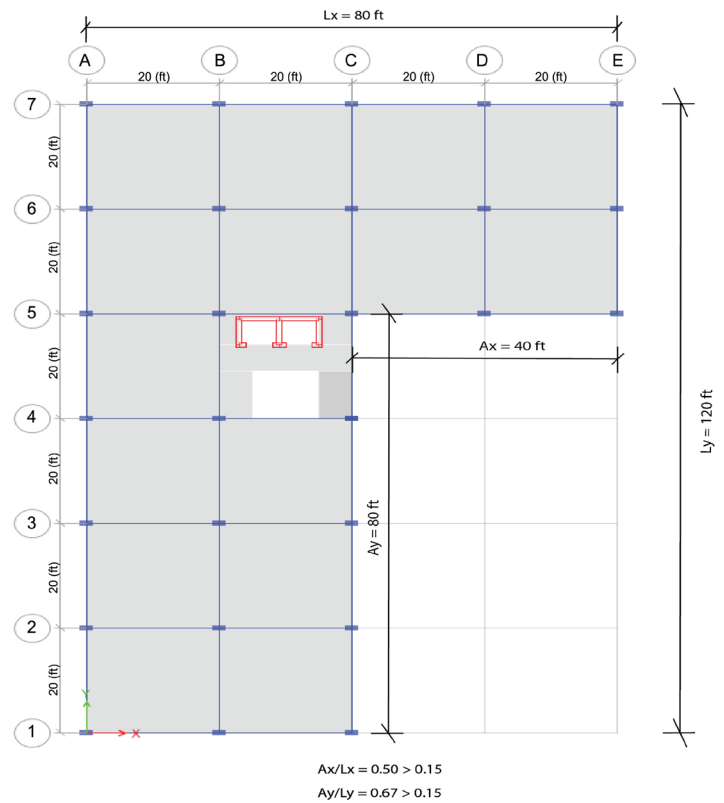 Lx = 80 ft
A B C D E
20 (ft) 20 (ft) 20 (ft) 20 (ft)
7
20 (ft)
6
20 (ft)
5
20 (ft)
4
20 (ft)
3
20 (ft)
2
20 (ft)
1
Ax = 40 ft
Ay = 80 ft
Ly = 120 ft
Y
X
Ax/Lx = 0.50 > 0.15
Ay/Ly = 0.67 > 0.15